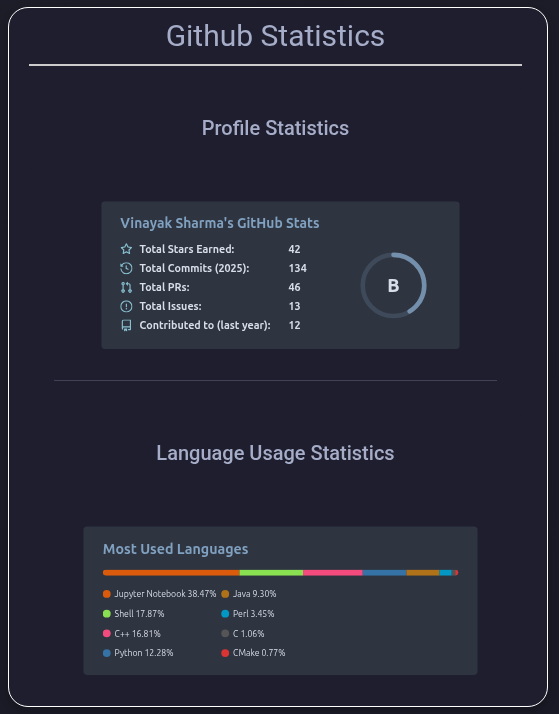 Github Statistics
Profile Statistics
Vinayak Sharma's GitHub Stats
Total Stars Earned: 42
Total Commits (2025): 134
Total PRs: 46
Total Issues: 13
Contributed to (last year): 12
B
Language Usage Statistics
Most Used Languages
Jupyter Notebook 38.47% Java 9.30%
Shell 17.87% Perl 3.45%
C++ 16.81% C 1.06%
Python 12.28% CMake 0.77%